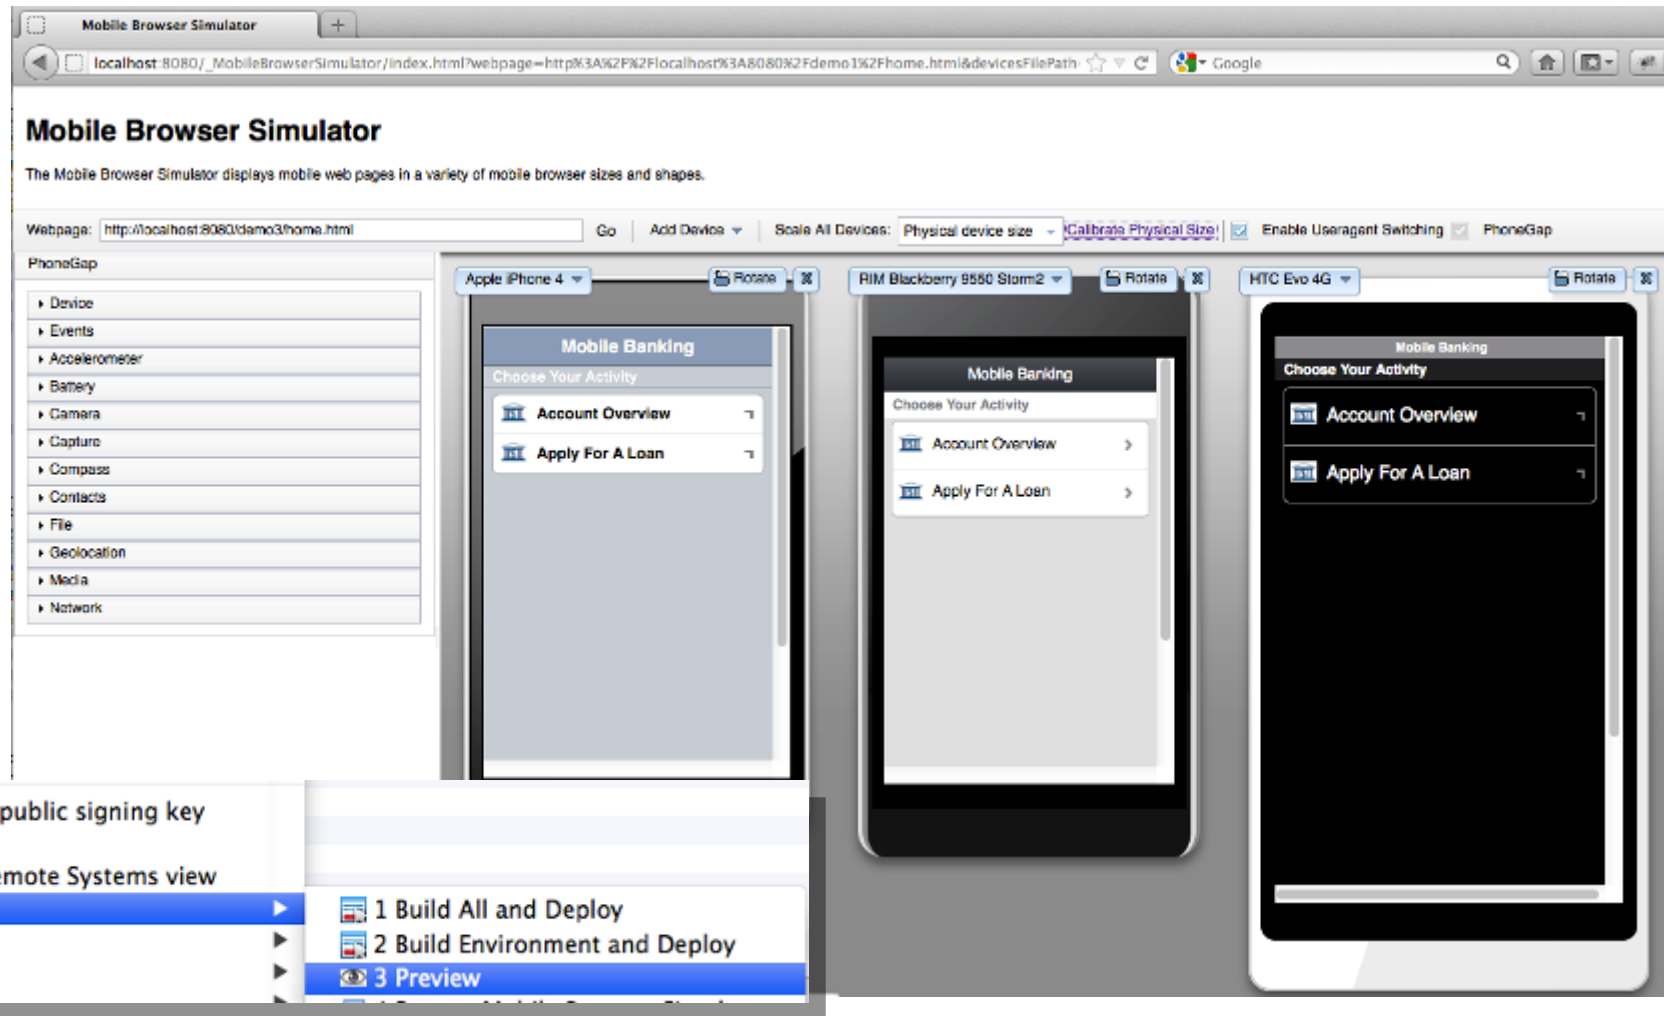 Mobile Browser Simulator
localhost:8080/_MobileBrowserSimulator/index.html?webpage=http%3A%2F%2Flocalhost%3A8080%2Fdemo1%2Fhome.html&devicesFilePath
Google
Mobile Browser Simulator
The Mobile Browser Simulator displays mobile web pages in a variety of mobile browser sizes and shapes.
Webpage: http://localhost:8080/demo3/home.html Go Add Device Scale All Devices: Physical device size Calibrate Physical Size Enable Useragent Switching PhoneGap
PhoneGap
Device
Events
Accelerometer
Battery
Camera
Capture
Compass
Contacts
File
Geolocation
Media
Network
Apple iPhone 4 Rotate
Mobile Banking
Choose Your Activity
Account Overview
Apply For A Loan
RIM Blackberry 9550 Storm2 Rotate
Mobile Banking
Choose Your Activity
Account Overview
Apply For A Loan
HTC Evo 4G Rotate
Mobile Banking
Choose Your Activity
Account Overview
Apply For A Loan
public signing key
emote Systems view
1 Build All and Deploy
2 Build Environment and Deploy
3 Preview